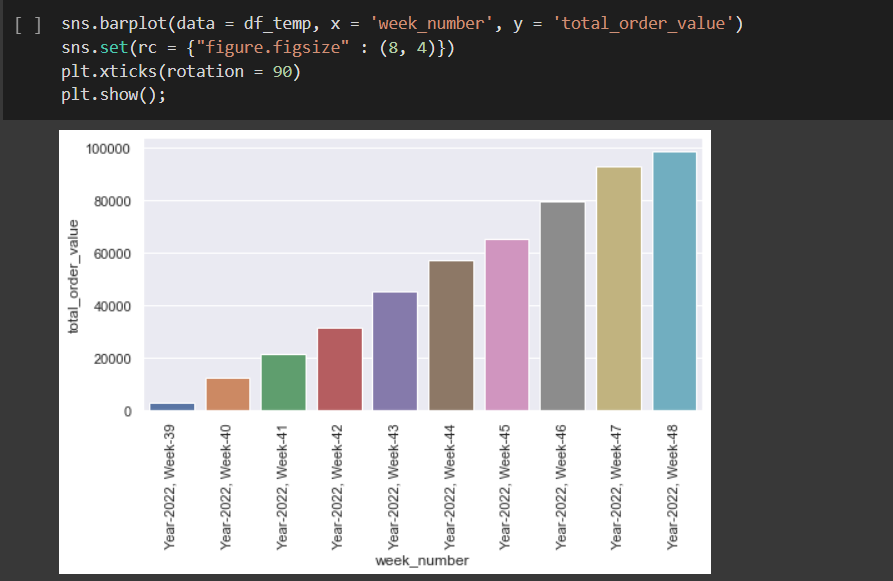 [ ] sns.barplot(data = df_temp, x = 'week_number', y = 'total_order_value')
sns.set(rc = {"figure.figsize" : (8, 4)})
plt.xticks(rotation = 90)
plt.show();
100000
80000
60000
40000
20000
0
total_order_value
Year-2022, Week-39
Year-2022, Week-40
Year-2022, Week-41
Year-2022, Week-42
Year-2022, Week-43
Year-2022, Week-44
Year-2022, Week-45
Year-2022, Week-46
Year-2022, Week-47
Year-2022, Week-48
week_number